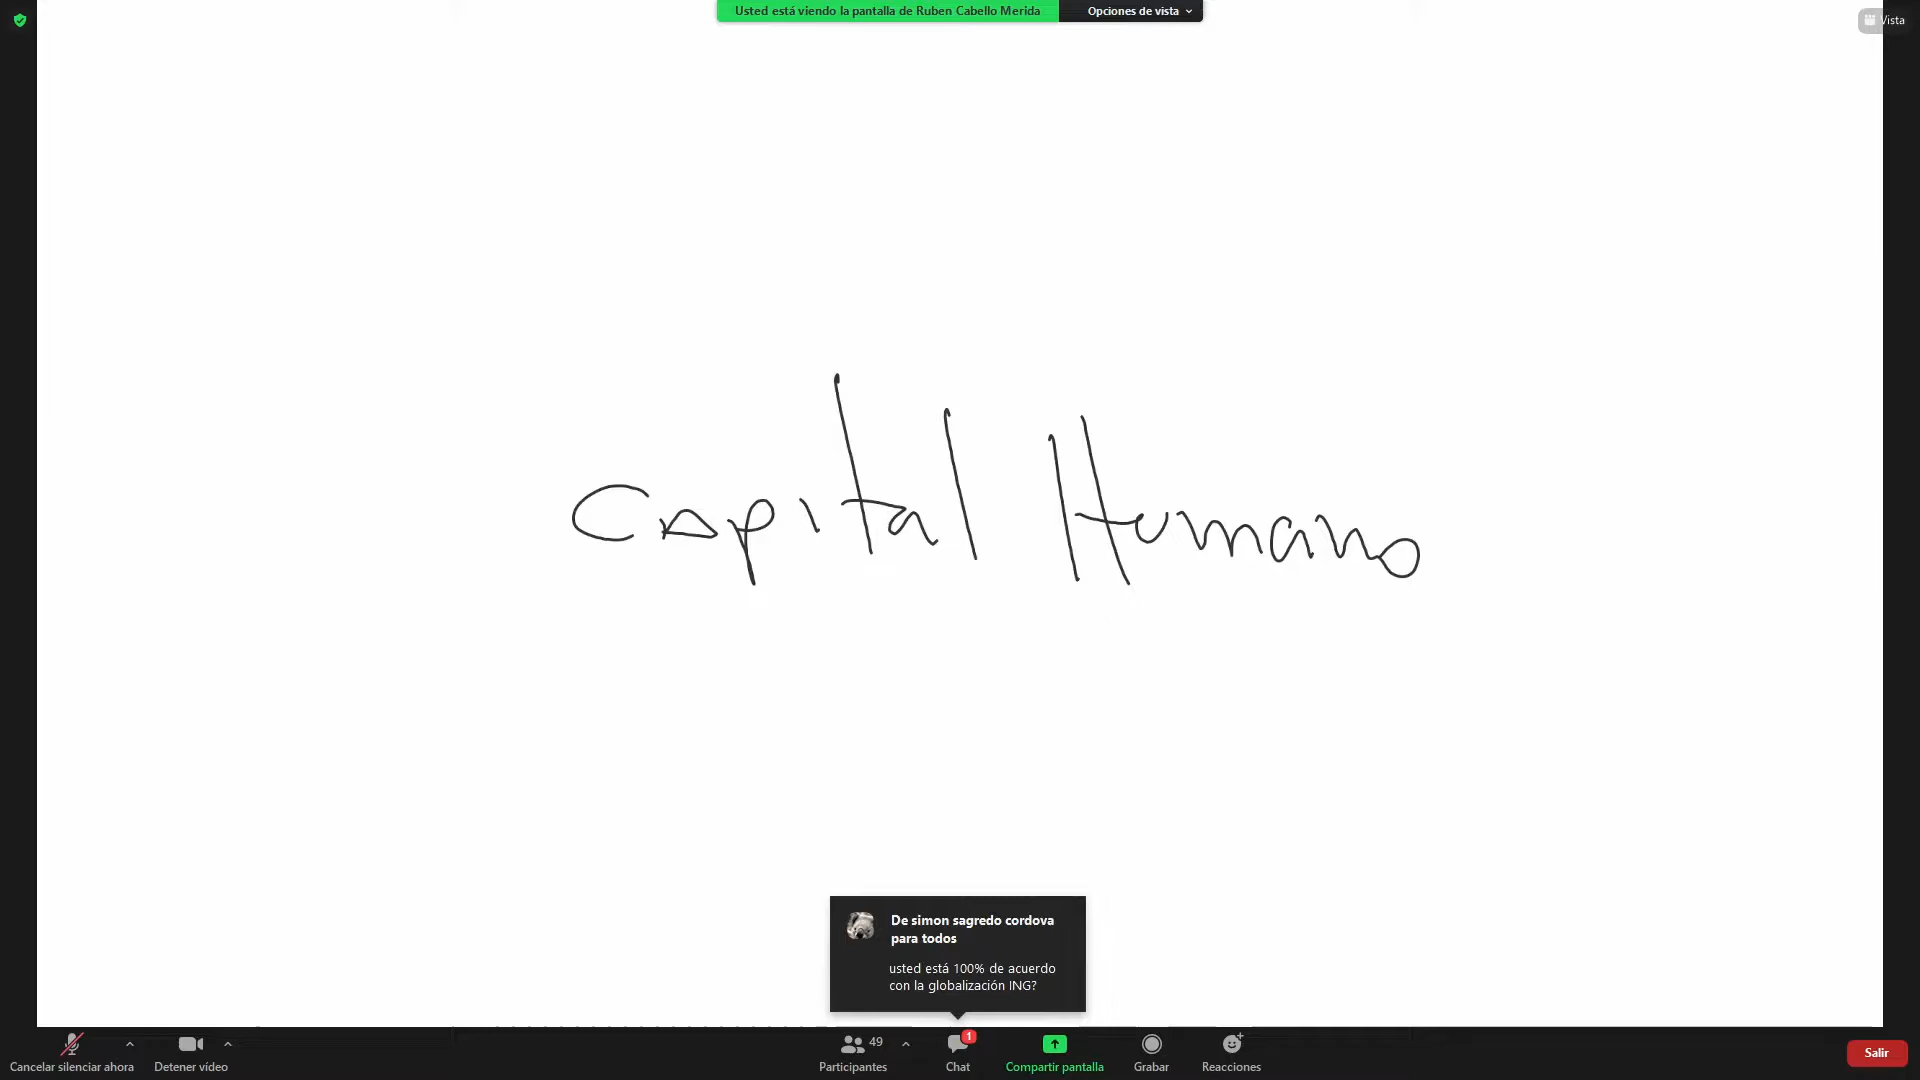 Usted está viendo la pantalla de Ruben Cabello Merida
Opciones de vista
Vista
Capital Humano
De simon sagredo cordova
para todos
usted está 100% de acuerdo
con la globalización ING?
49
1
Cancelar silenciar ahora
Detener vídeo
Participantes
Chat
Compartir pantalla
Grabar
Reacciones
Salir